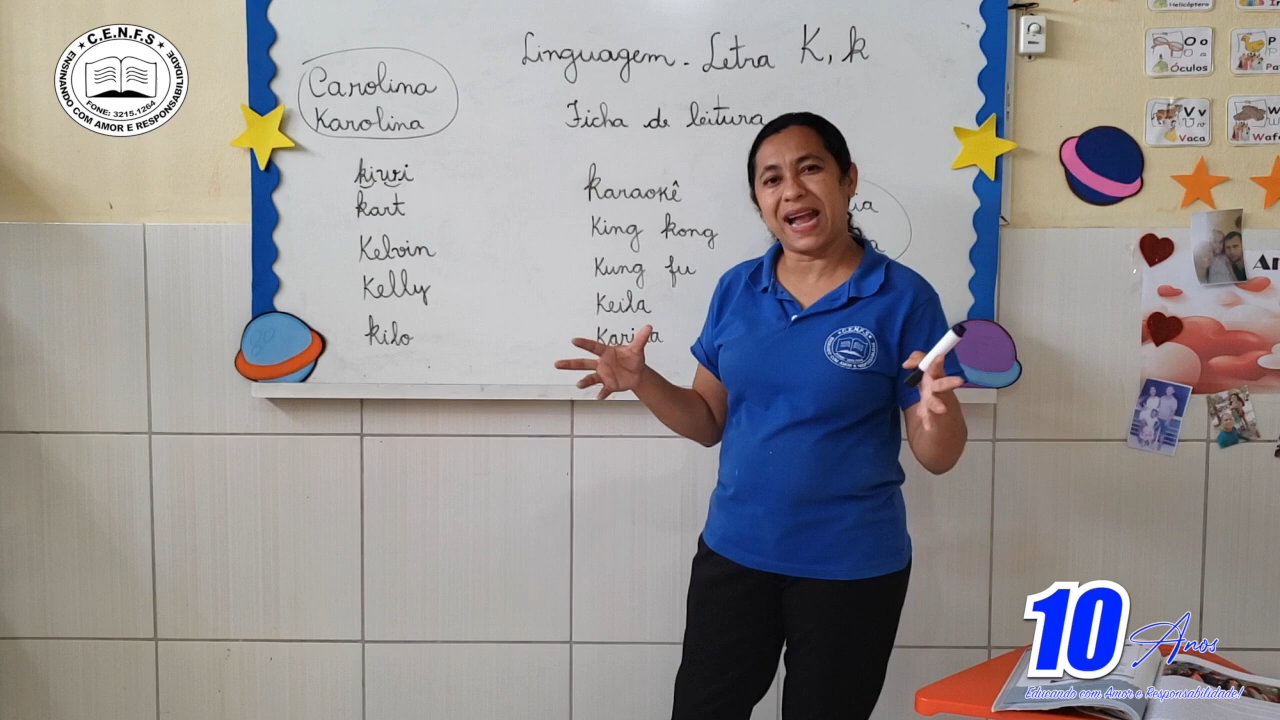 C.E.N.F.S
ENSINANDO COM AMOR E RESPONSABILIDADE
FONE: 3215.1264
Linguagem - Letra K, k
Ficha de leitura
Carolina
Karolina
kiwi
kart
Kelvin
Kelly
kilo
karaokê
King kong
Kung fu
Keila
C.E.N.F.S
Helicóptero
O o
Óculos
P
V v
Vaca
10 Anos
Educando com Amor e Responsabilidade!